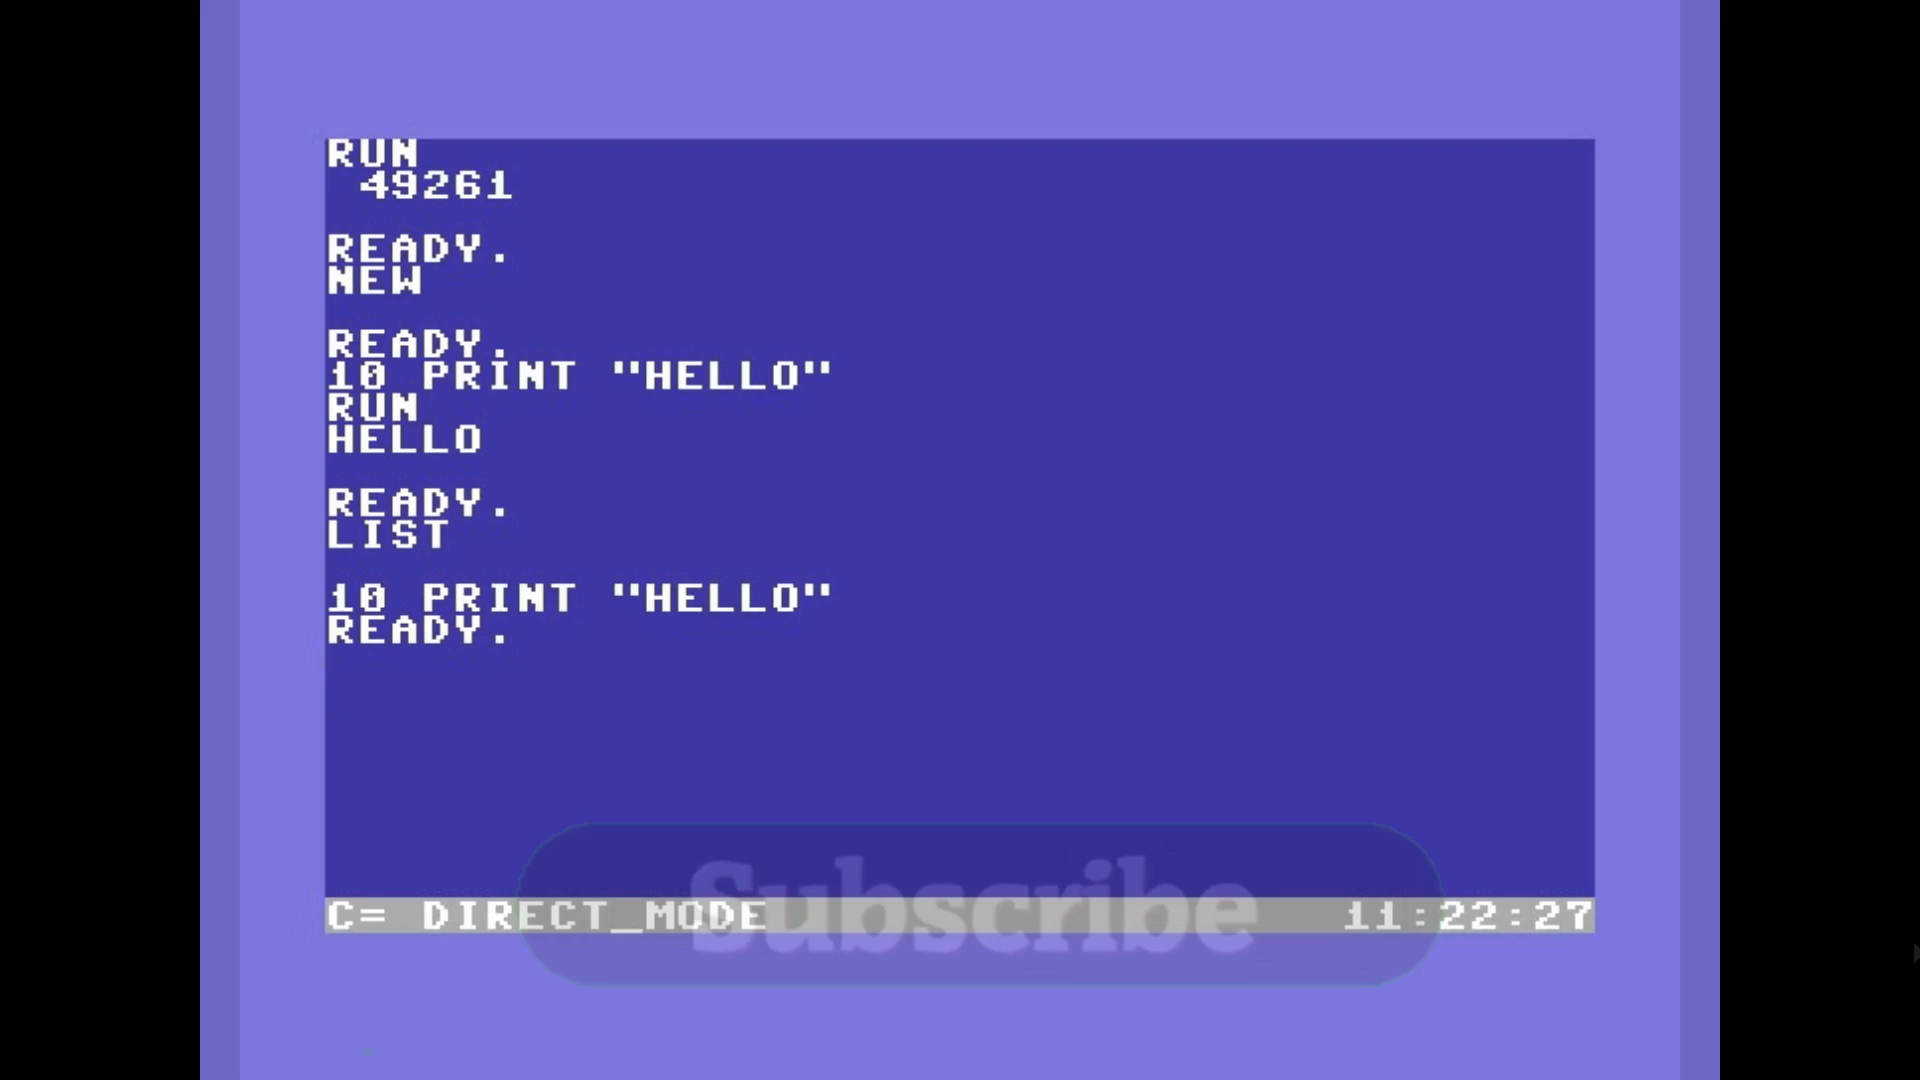 RUN
49261
READY.
NEW
READY.
10 PRINT "HELLO"
RUN
HELLO
READY.
LIST
10 PRINT "HELLO"
READY.
C= DIRECT_MODE 11:22:27
Subscribe